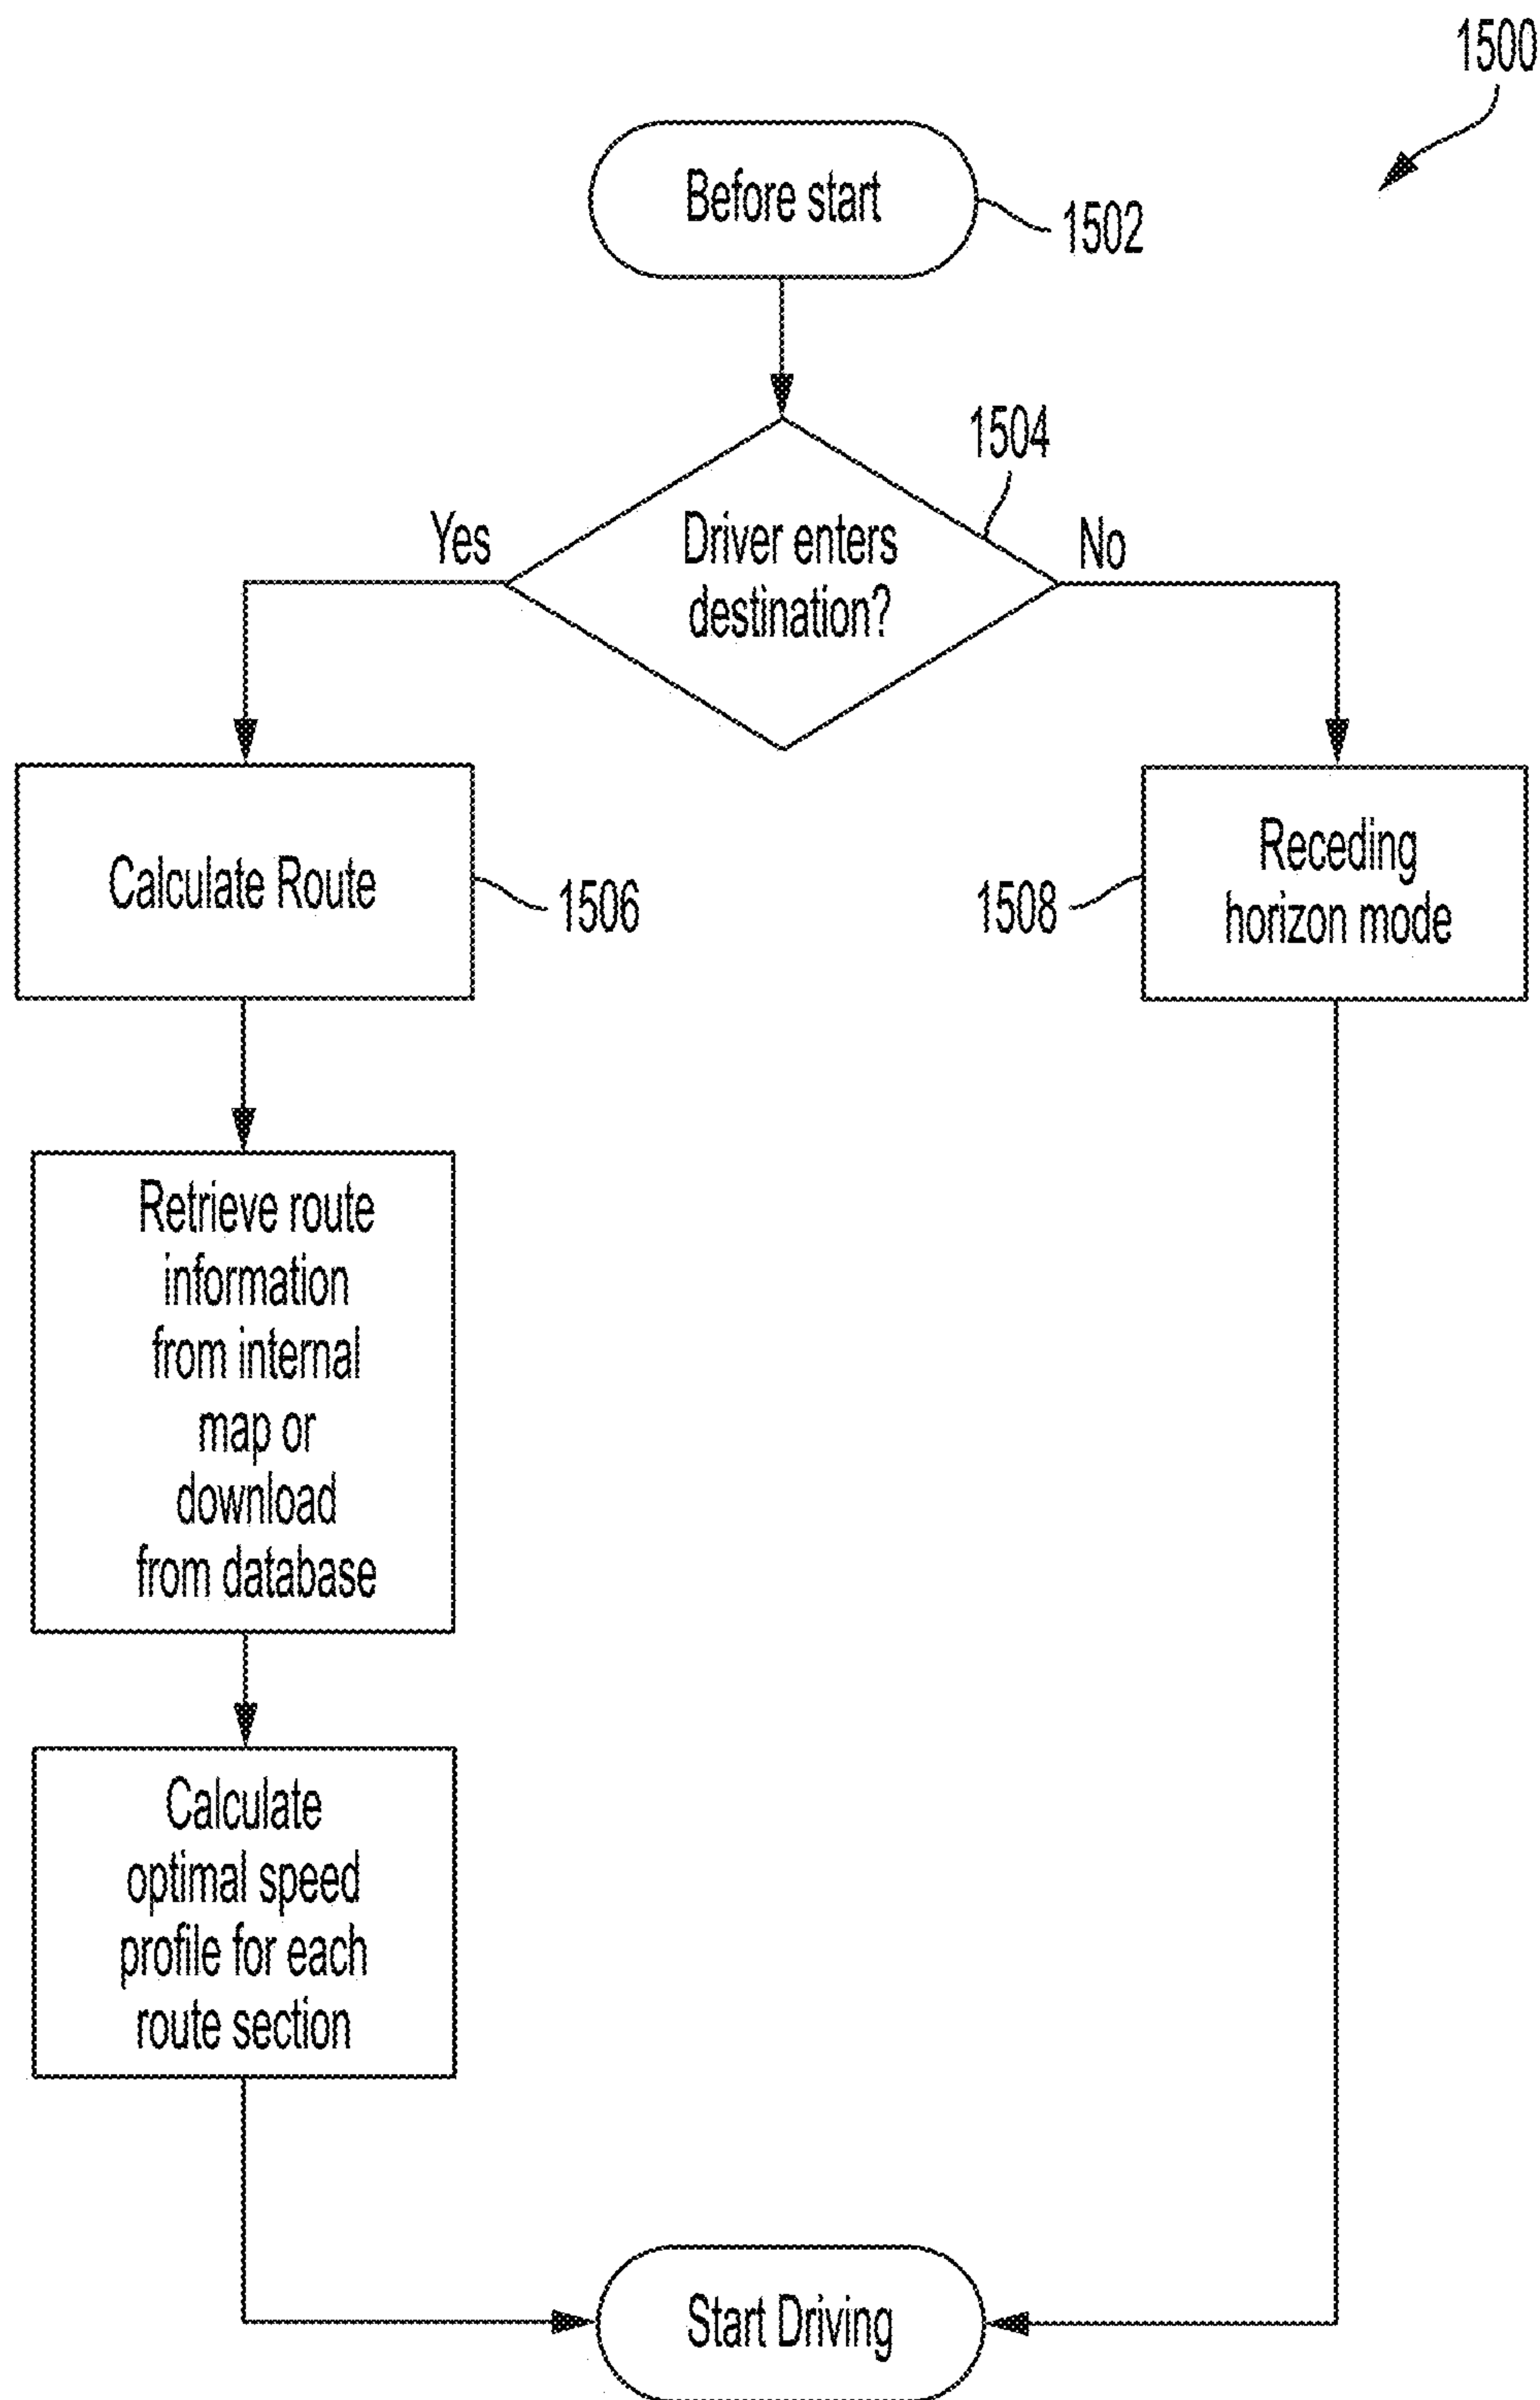 1500
Before start
1502
1504
Yes
Driver enters
destination?
No
Calculate Route
1506
1508
Receding
horizon mode
Retrieve route
information
from internal
map or
download
from database
Calculate
optimal speed
profile for each
route section
Start Driving